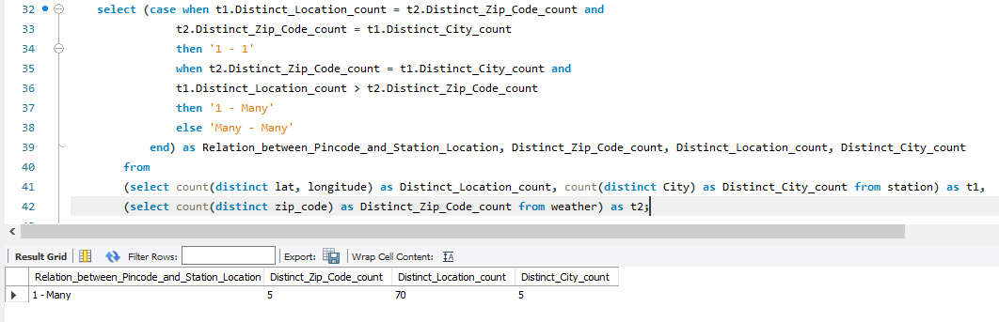 32 select (case when t1.Distinct_Location_count = t2.Distinct_Zip_Code_count and
33 t2.Distinct_Zip_Code_count = t1.Distinct_City_count
34 then '1 - 1'
35 when t2.Distinct_Zip_Code_count = t1.Distinct_City_count and
36 t1.Distinct_Location_count > t2.Distinct_Zip_Code_count
37 then '1 - Many'
38 else 'Many - Many'
39 end) as Relation_between_Pincode_and_Station_Location, Distinct_Zip_Code_count, Distinct_Location_count, Distinct_City_count
40 from
41 (select count(distinct lat, longitude) as Distinct_Location_count, count(distinct City) as Distinct_City_count from station) as t1,
42 (select count(distinct zip_code) as Distinct_Zip_Code_count from weather) as t2;
Result Grid Filter Rows: Export: Wrap Cell Content:
Relation_between_Pincode_and_Station_Location Distinct_Zip_Code_count Distinct_Location_count Distinct_City_count
1 - Many 5 70 5